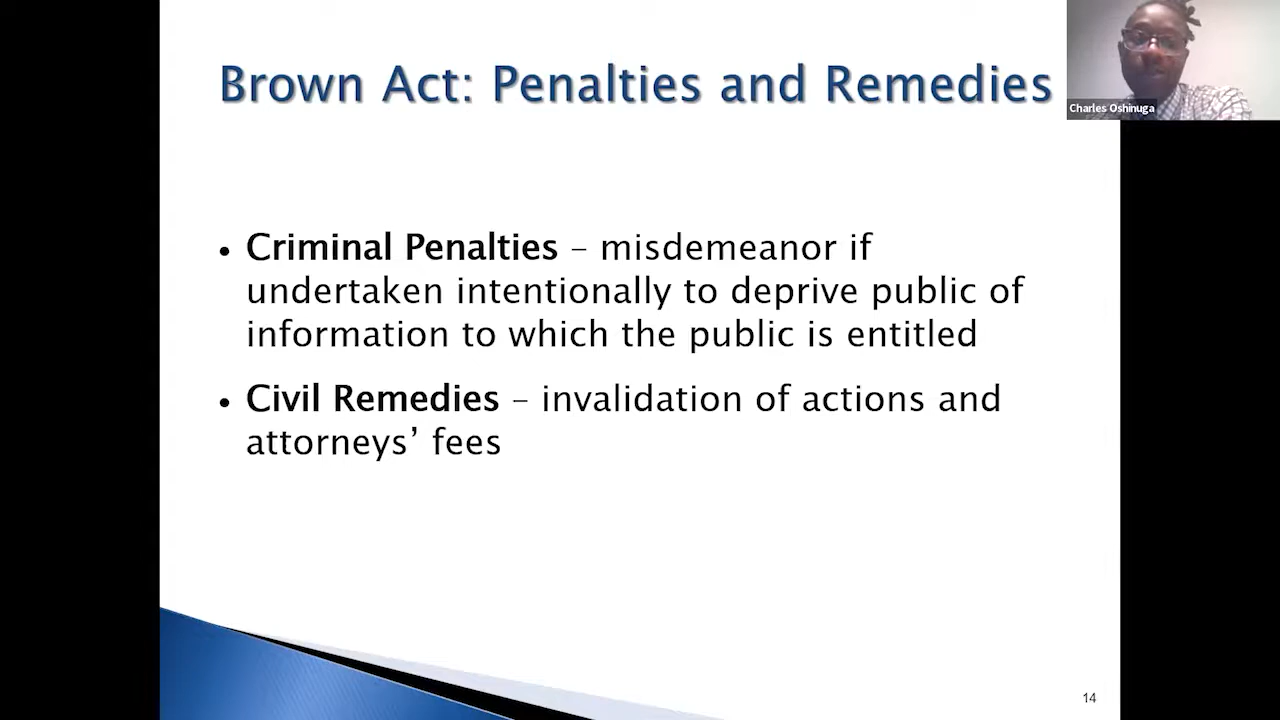 Brown Act: Penalties and Remedies
Charles Oshinuga
• Criminal Penalties – misdemeanor if
undertaken intentionally to deprive public of
information to which the public is entitled
• Civil Remedies – invalidation of actions and
attorneys’ fees
14